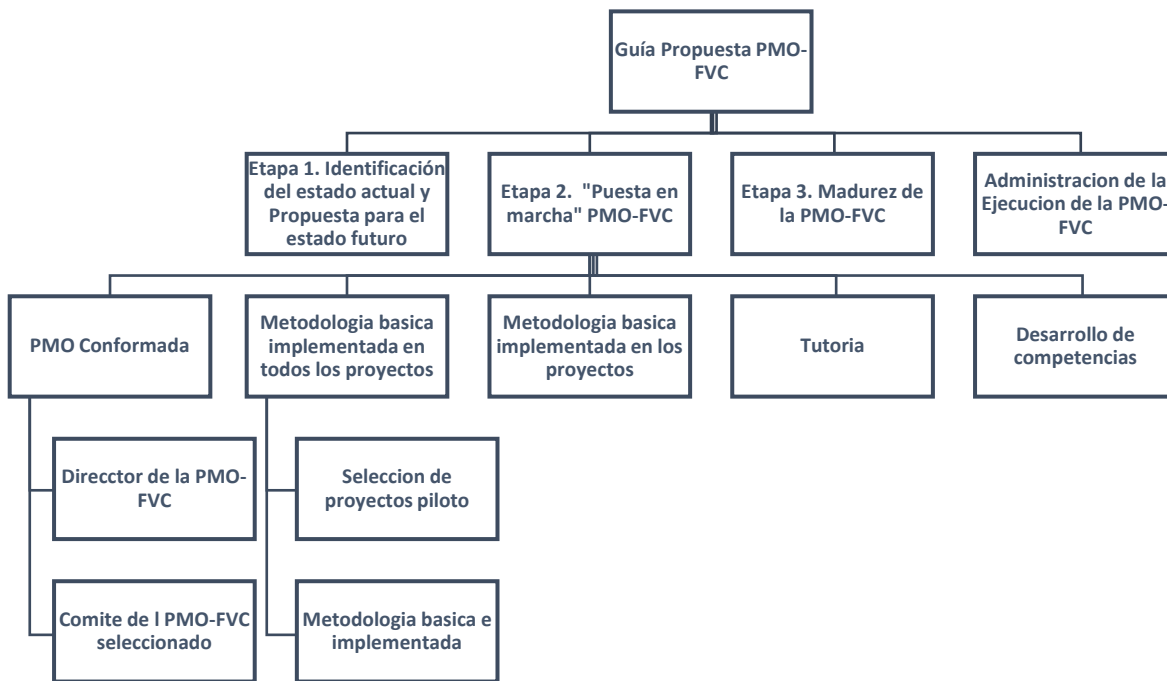 Guía Propuesta PMO-
FVC
Etapa 1. Identificación
del estado actual y
Propuesta para el
estado futuro
Etapa 2.  "Puesta en
marcha" PMO-FVC
Etapa 3. Madurez de
la PMO-FVC
Administracion de la
Ejecucion de la PMO-
FVC
PMO Conformada
Metodologia basica
implementada en
todos los proyectos
Metodologia basica
implementada en los
proyectos
Tutoria
Desarrollo de
competencias
Direcctor de la PMO-
FVC
Seleccion de
proyectos piloto
Comite de l PMO-FVC
seleccionado
Metodologia basica e
implementada